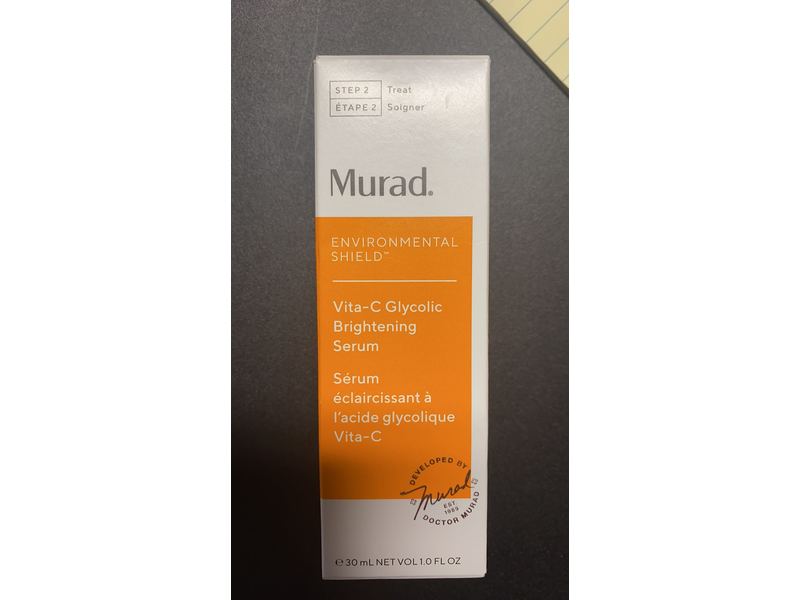 STEP 2 Treat
ÉTAPE 2 Soigner
Murad®
ENVIRONMENTAL
SHIELD™
Vita-C Glycolic
Brightening
Serum
Sérum
éclaircissant à
l'acide glycolique
Vita-C
DEVELOPED BY
Murad
EST.
1989
DOCTOR MURAD
℮ 30 mL NET VOL 1.0 FL OZ